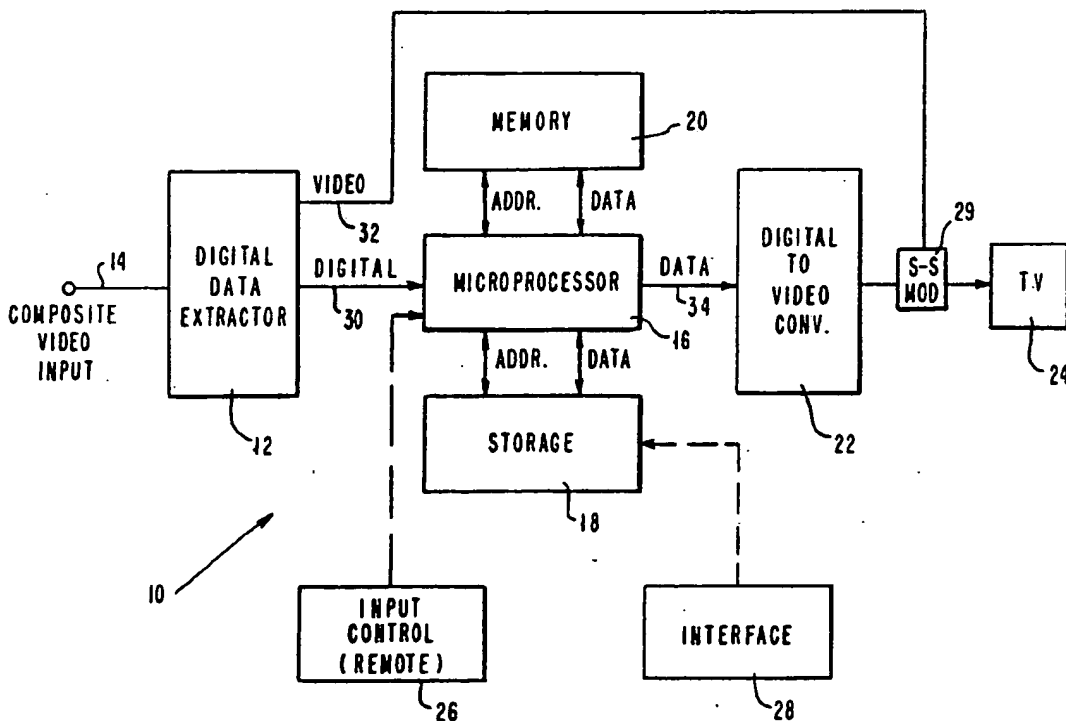 MEMORY
20
VIDEO
32
ADDR.
DATA
29
14
DIGITAL
DATA
EXTRACTOR
DIGITAL
30
MICROPROCESSOR
16
DATA
34
DIGITAL
TO
VIDEO
CONV.
S-S
MOD
T.V
COMPOSITE
VIDEO
INPUT
ADDR.
DATA
24
12
22
STORAGE
18
10
INPUT
CONTROL
(REMOTE)
26
INTERFACE
28